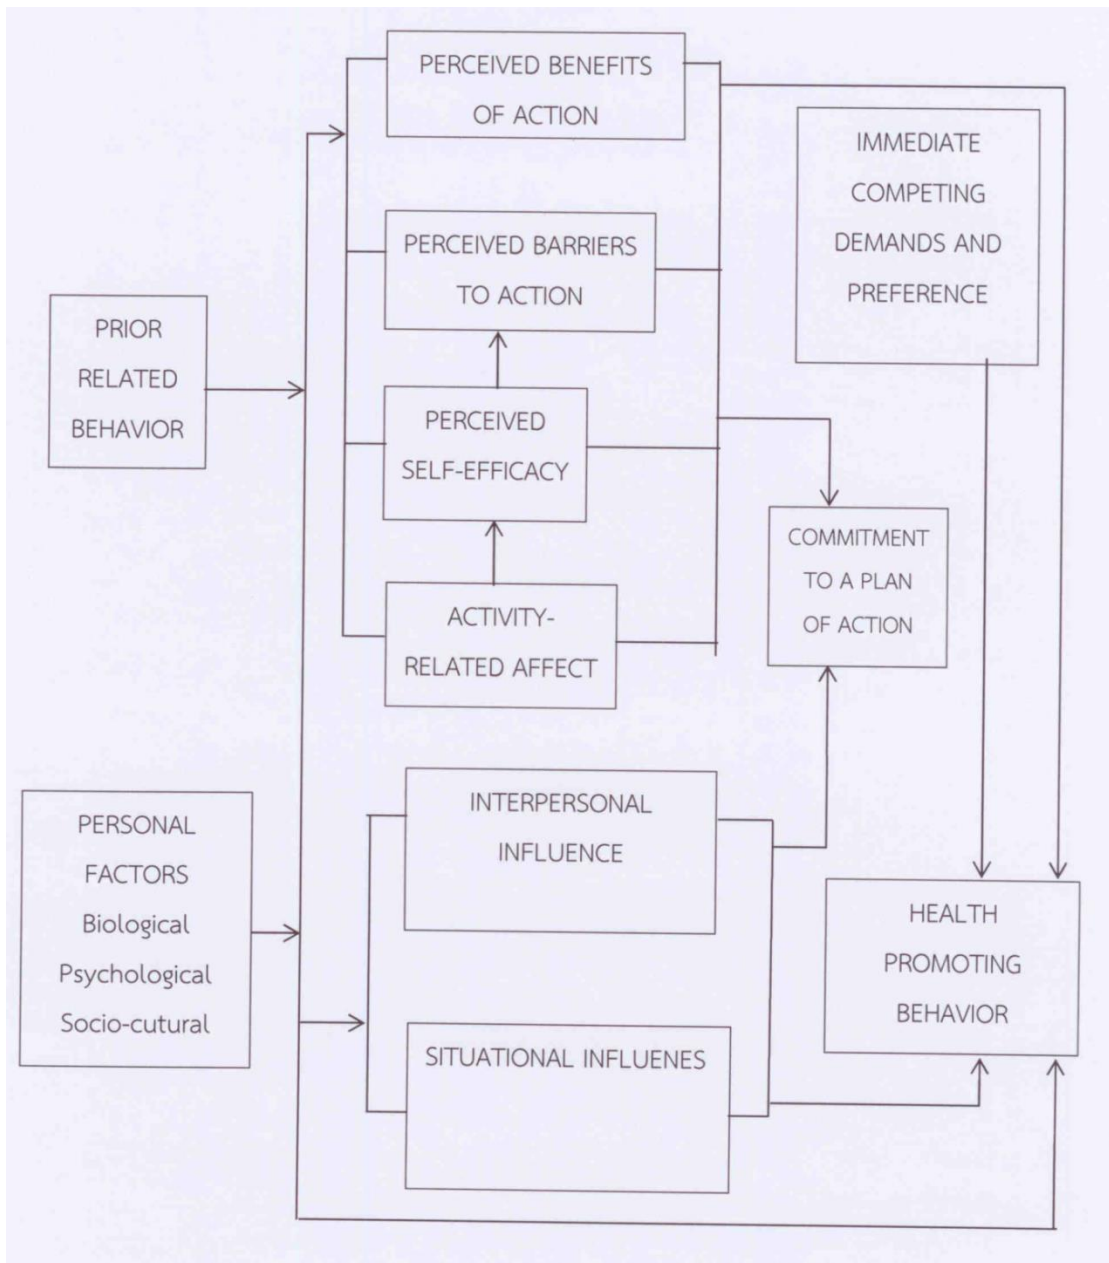 PERCEIVED BENEFITS
OF ACTION
IMMEDIATE
COMPETING
DEMANDS AND
PREFERENCE
PERCEIVED BARRIERS
TO ACTION
PRIOR
RELATED
BEHAVIOR
PERCEIVED
SELF-EFFICACY
COMMITMENT
TO A PLAN
OF ACTION
ACTIVITY-
RELATED AFFECT
INTERPERSONAL
INFLUENCE
PERSONAL
FACTORS
Biological
Psychological
Socio-cutural
HEALTH
PROMOTING
BEHAVIOR
SITUATIONAL INFLUENES